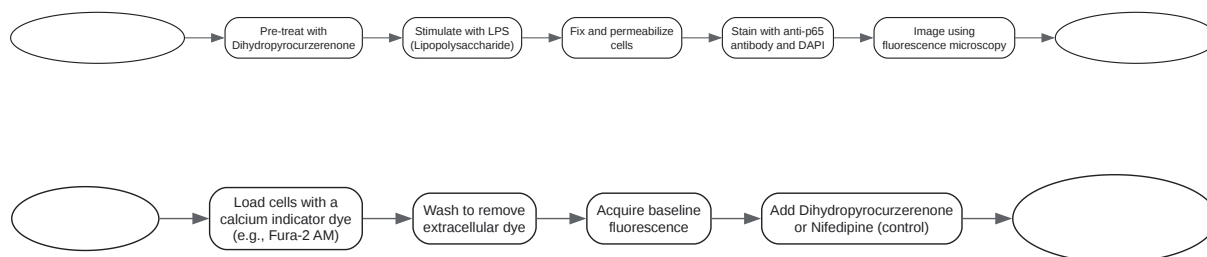 Pre-treat with
Dihydropyrocurzerenone
Stimulate with LPS
(Lipopolysaccharide)
Fix and permeabilize
cells
Stain with anti-p65
antibody and DAPI
Image using
fluorescence microscopy
Load cells with a
calcium indicator dye
(e.g., Fura-2 AM)
Wash to remove
extracellular dye
Acquire baseline
fluorescence
Add Dihydropyrocurzerenone
or Nifedipine (control)